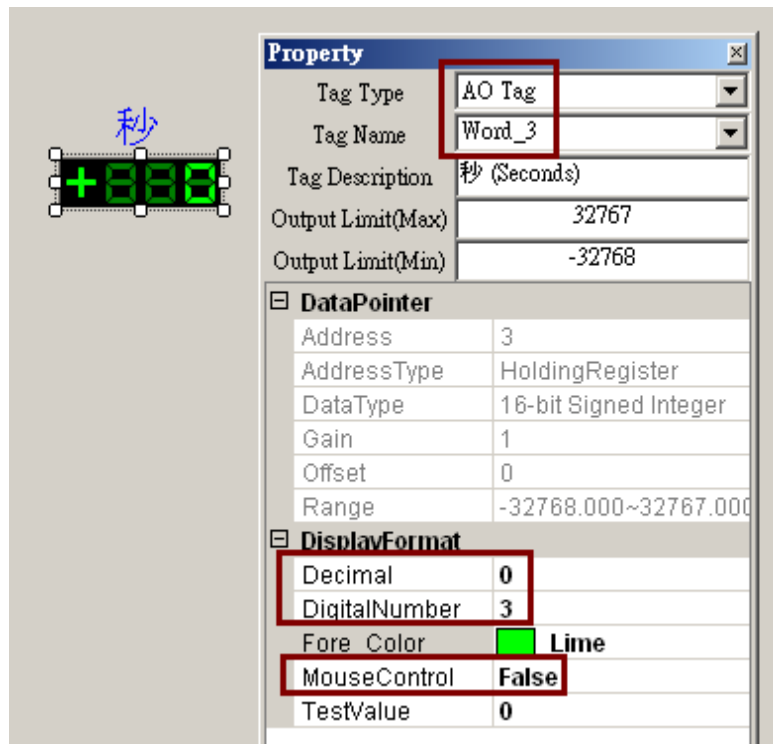 秒
Property
Tag Type AO Tag
Tag Name Word_3
Tag Description 秒 (Seconds)
Output Limit(Max) 32767
Output Limit(Min) -32768
DataPointer
Address 3
AddressType HoldingRegister
DataType 16-bit Signed Integer
Gain 1
Offset 0
Range -32768.000~32767.000
DisplayFormat
Decimal 0
DigitalNumber 3
Fore Color Lime
MouseControl False
TestValue 0